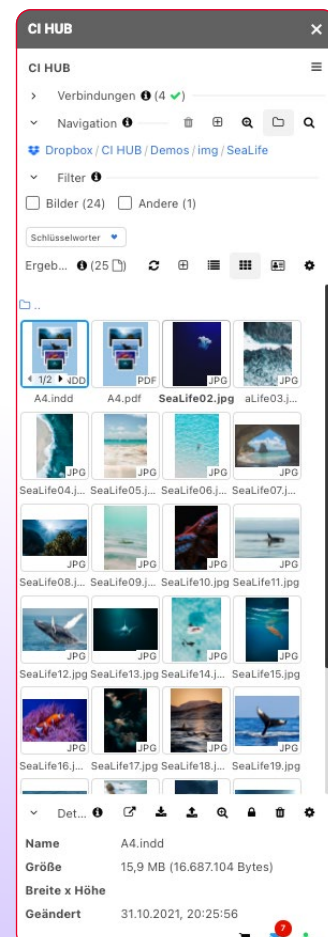 CI HUB
CI HUB
Verbindungen (4 ✓)
Navigation
Dropbox / CI HUB / Demos / img / SeaLife
Filter
Bilder (24) Andere (1)
Schlüsselworter
Ergeb... (25)
..
1/2 NDD PDF JPG JPG
A4.indd A4.pdf SeaLife02.jpg aLife03.j...
JPG JPG JPG JPG
SeaLife04.j... SeaLife05.j... SeaLife06.j... SeaLife07.j...
JPG JPG JPG JPG
SeaLife08.j... SeaLife09.j... SeaLife10.jpg SeaLife11.jpg
JPG JPG JPG JPG
SeaLife12.jpg SeaLife13.jpg SeaLife14.j... SeaLife15.jpg
JPG JPG JPG JPG
SeaLife16.j... SeaLife17.jpg SeaLife18.j... SeaLife19.jpg
Det...
Name A4.indd
Größe 15,9 MB (16.687.104 Bytes)
Breite x Höhe
Geändert 31.10.2021, 20:25:56
7